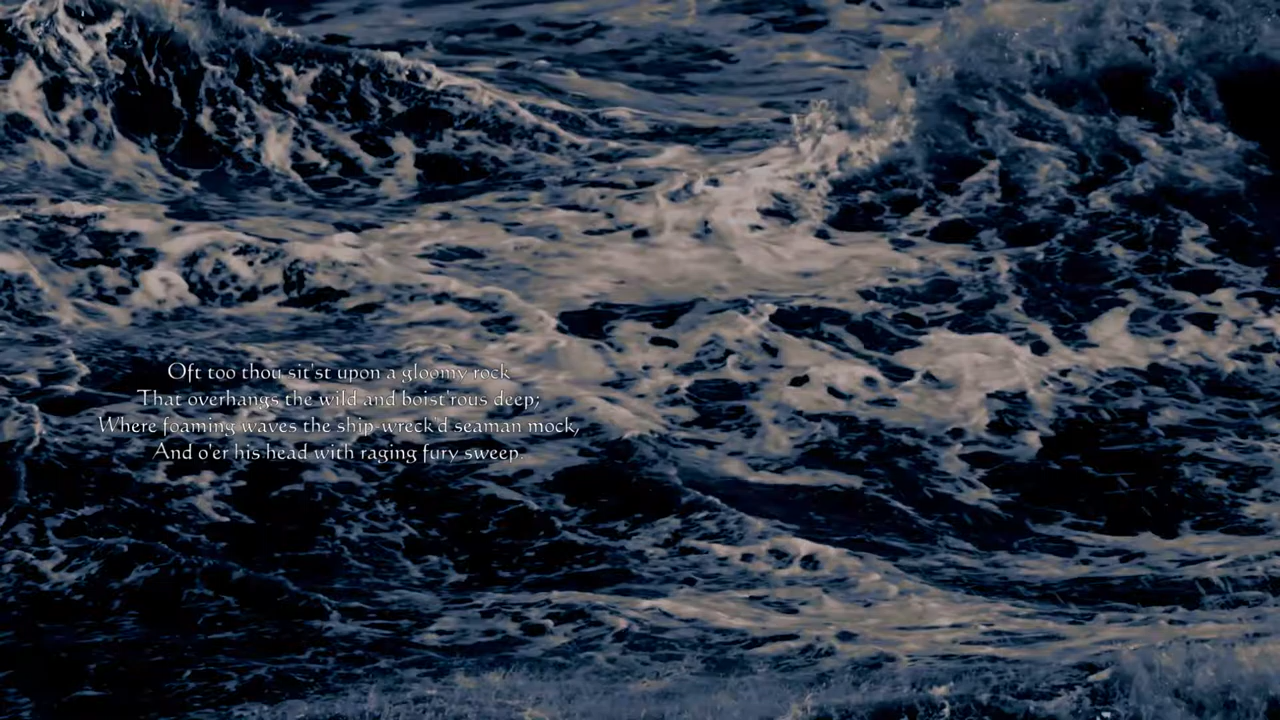 Oft too thou sit'st upon a gloomy rock
That overhangs the wild and boist'rous deep;
Where foaming waves the ship-wreck'd seaman mock,
And o'er his head with raging fury sweep.